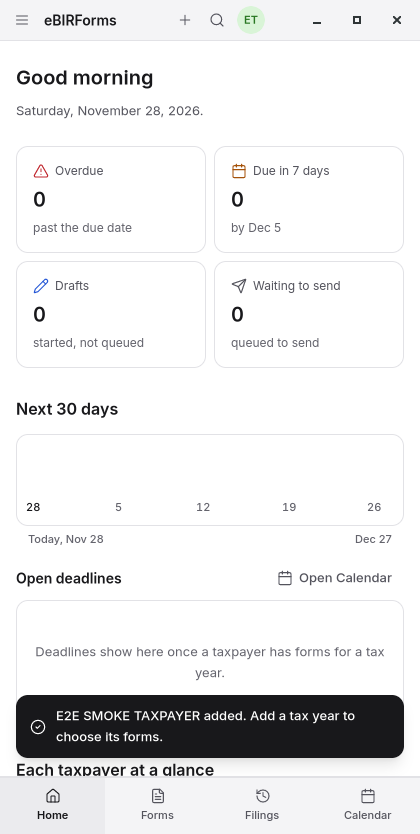 eBIRForms
ET
Good morning
Saturday, November 28, 2026.
Overdue
0
past the due date
Due in 7 days
0
by Dec 5
Drafts
0
started, not queued
Waiting to send
0
queued to send
Next 30 days
28 5 12 19 26
Today, Nov 28 Dec 27
Open deadlines
Open Calendar
Deadlines show here once a taxpayer has forms for a tax
year.
E2E SMOKE TAXPAYER added. Add a tax year to
choose its forms.
Each taxpayer at a glance
Home Forms Filings Calendar